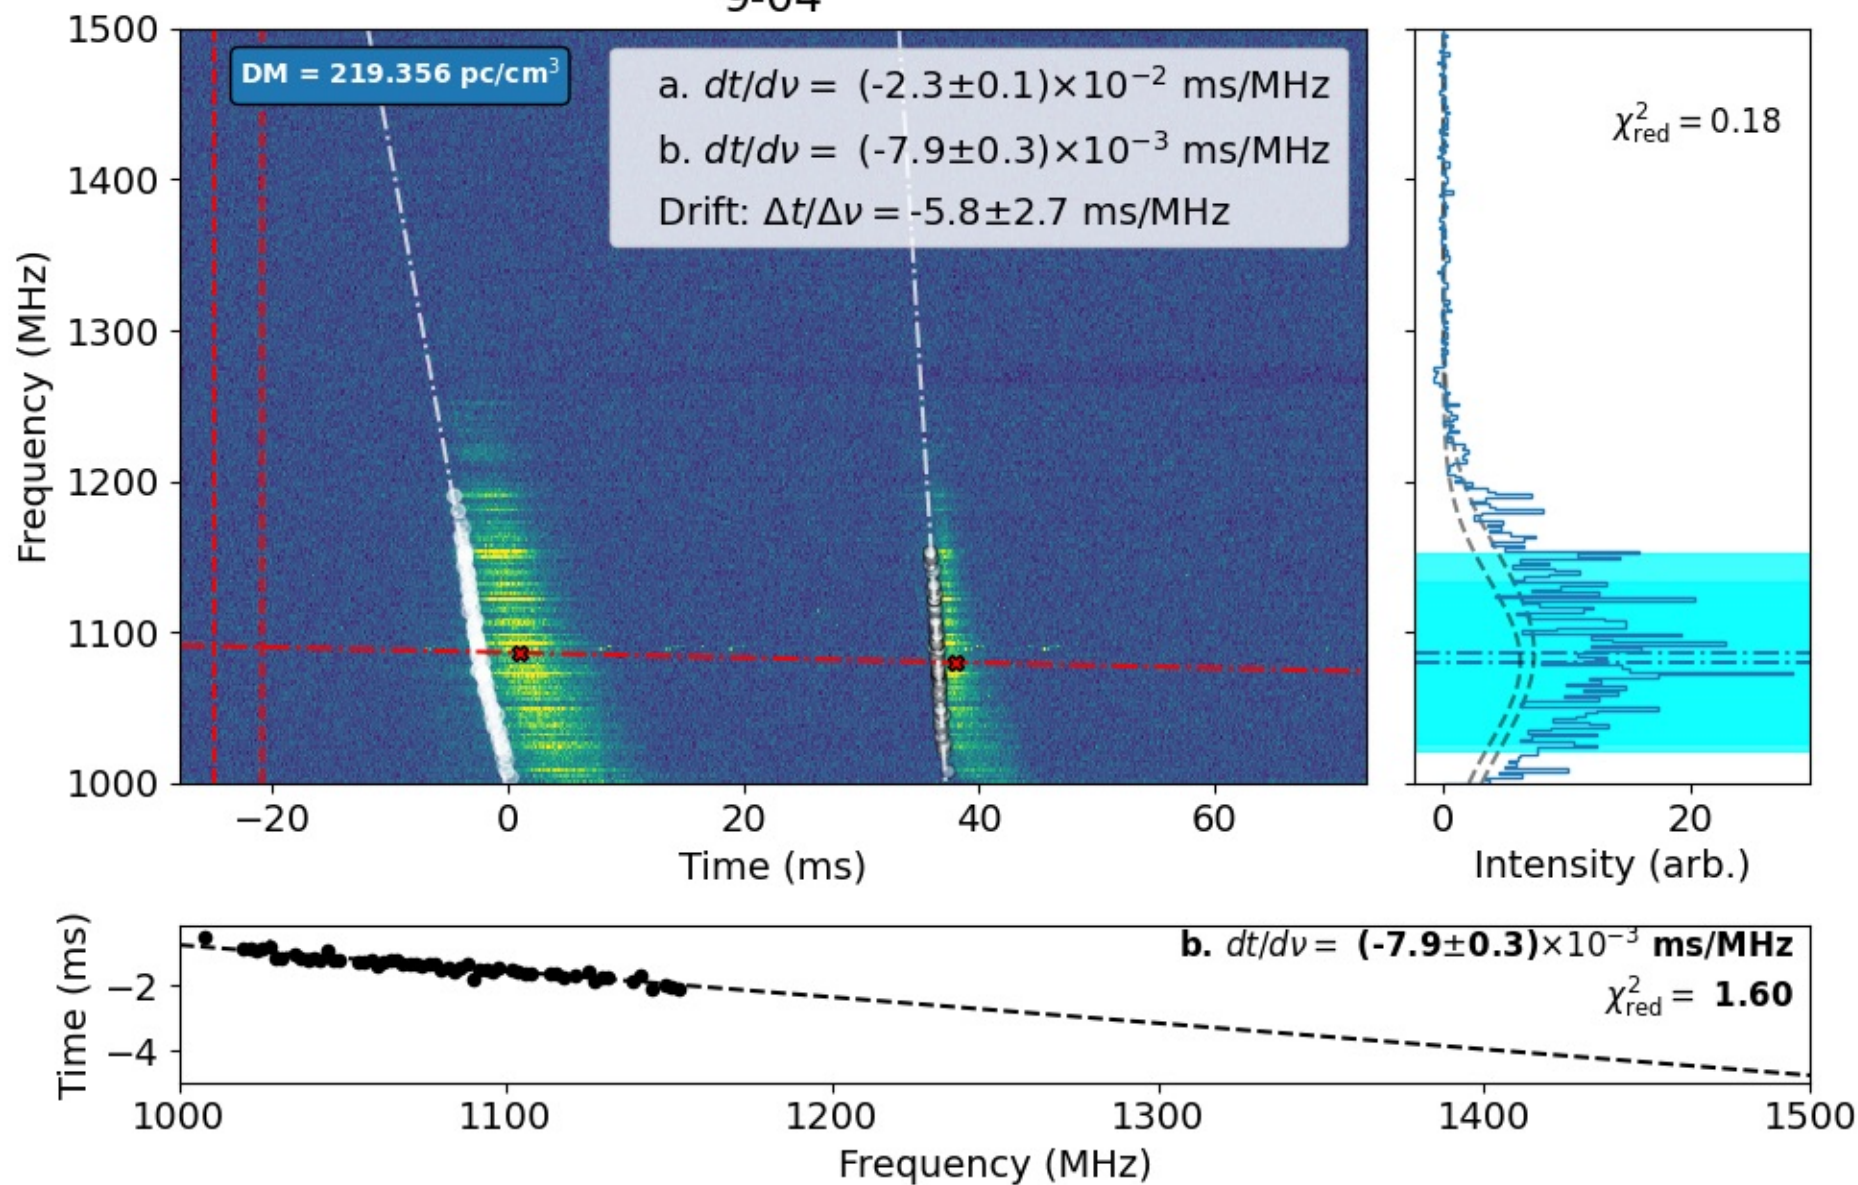 1500
1400
1300
1200
1100
1000
Frequency (MHz)
DM = 219.356 pc/cm³
a. dt/dν = (-2.3±0.1)×10⁻² ms/MHz
b. dt/dν = (-7.9±0.3)×10⁻³ ms/MHz
Drift: Δt/Δν = -5.8±2.7 ms/MHz
−20 0 20 40 60
Time (ms)
χ²red = 0.18
0 20
Intensity (arb.)
Time (ms)
−2
−4
b. dt/dν = (-7.9±0.3)×10⁻³ ms/MHz
χ²red = 1.60
1000 1100 1200 1300 1400 1500
Frequency (MHz)